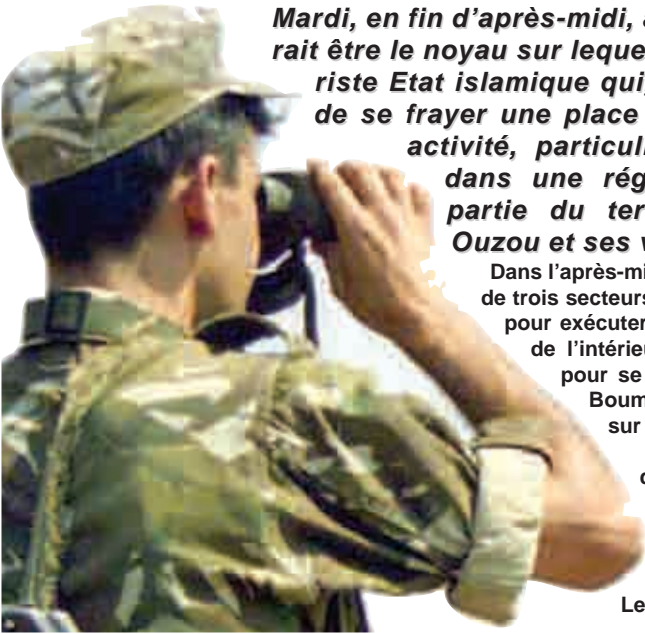 Mardi, en fin d’après-midi,
rait être le noyau sur leque
riste Etat islamique qui,
de se frayer une place
activité, particuli
dans une rég
partie du ter
Ouzou et ses v
Dans l’après-mi
de trois secteurs
pour exécuter
de l’intérieu
pour se
Boum
sur
Le